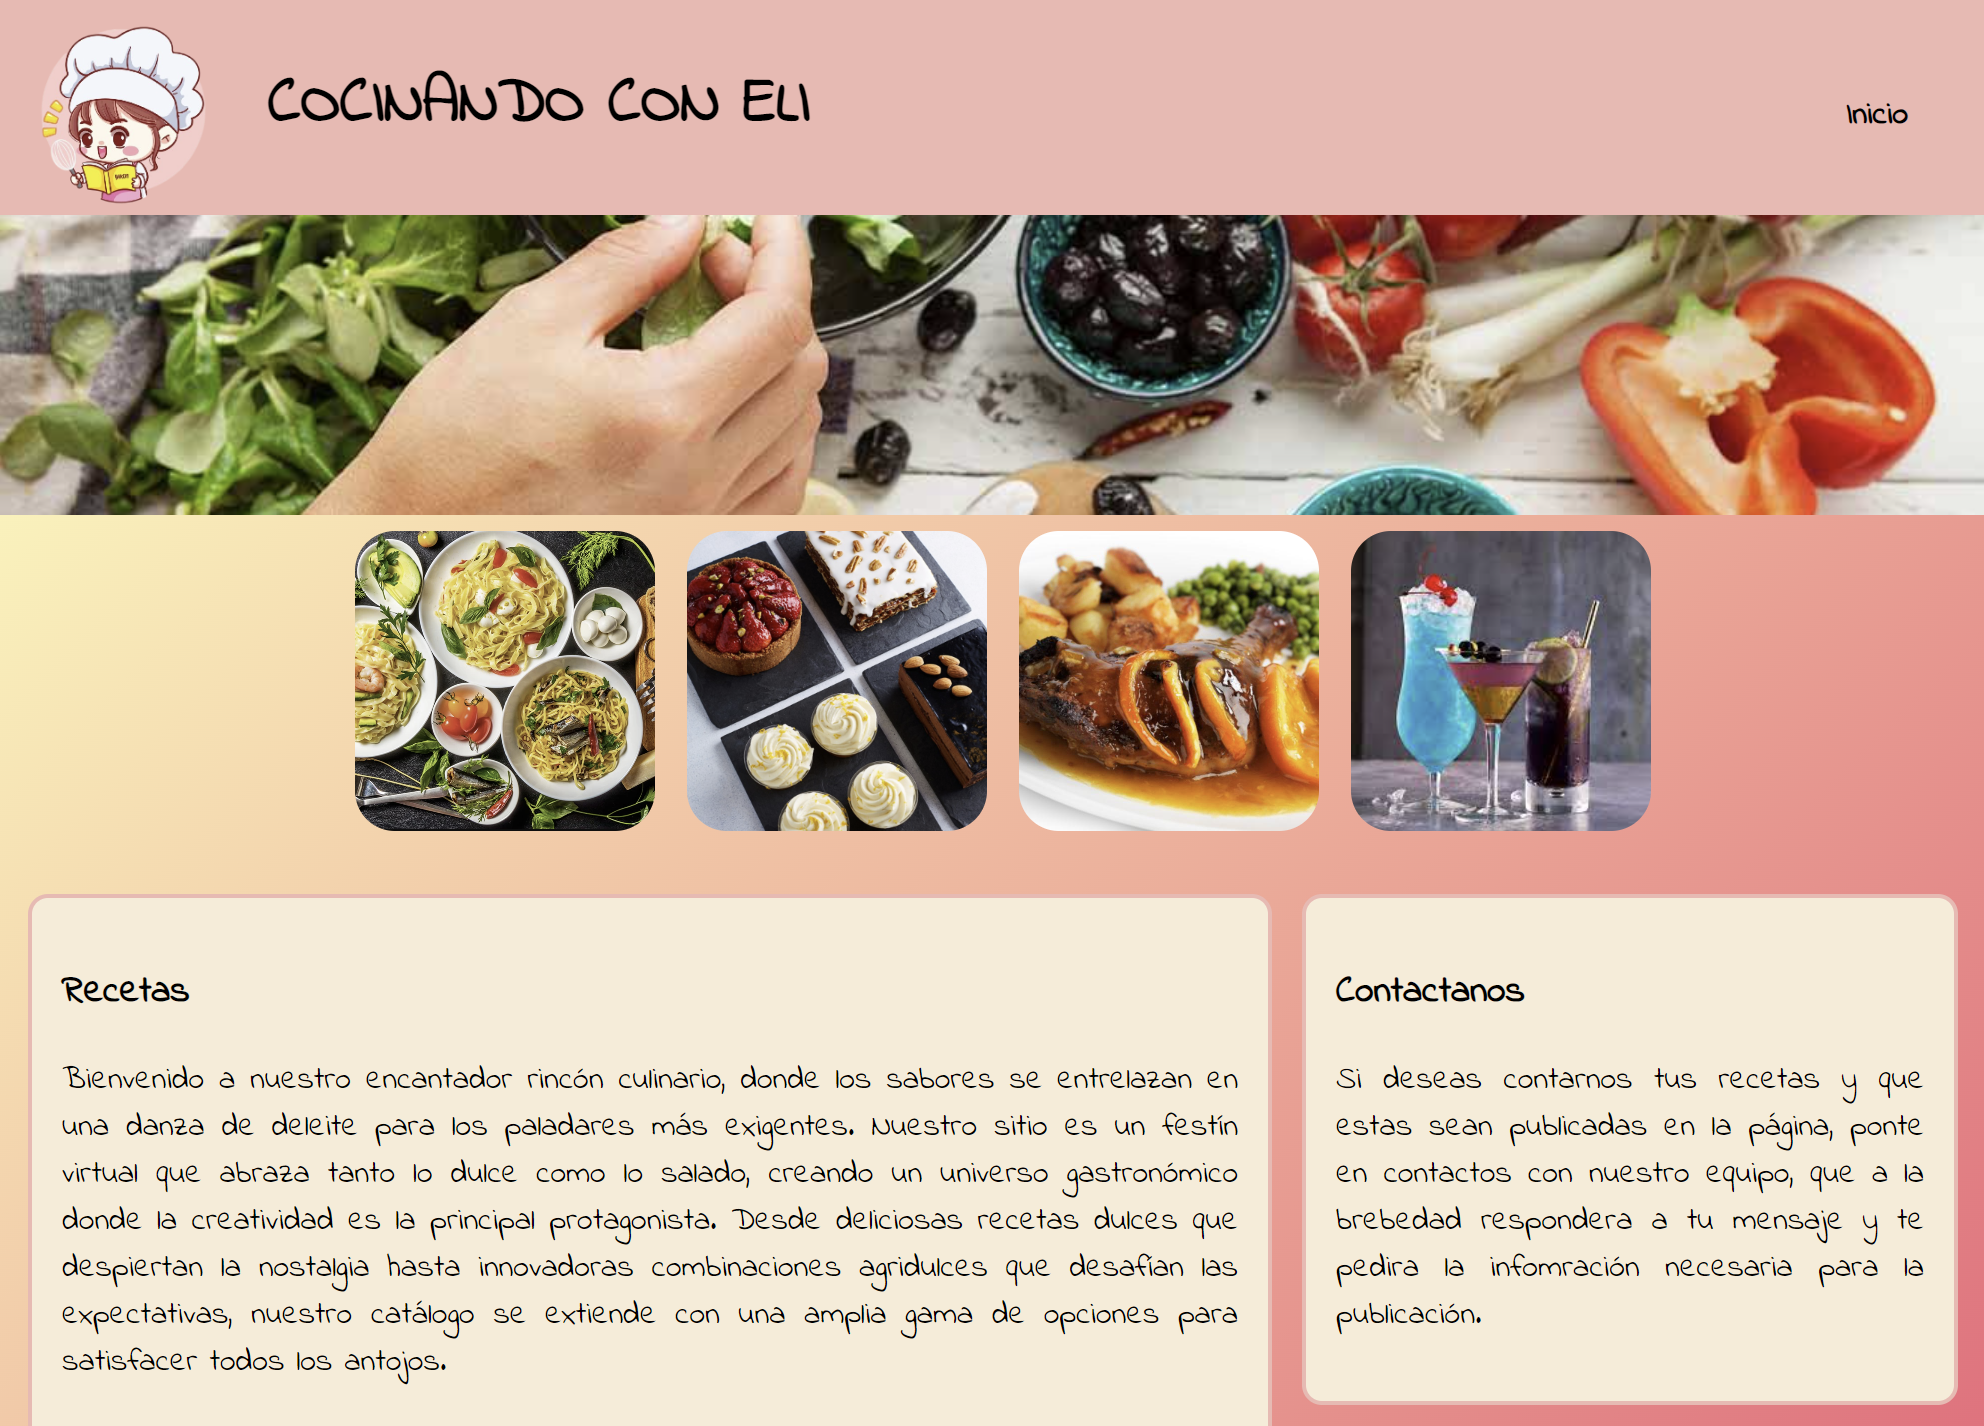 COCINANDO CON ELI
Inicio
Recetas
Bienvenido a nuestro encantador rincón culinario, donde los sabores se entrelazan en
una danza de deleite para los paladares más exigentes. Nuestro sitio es un festín
virtual que abraza tanto lo dulce como lo salado, creando un universo gastronómico
donde la creatividad es la principal protagonista. Desde deliciosas recetas dulces que
despiertan la nostalgia hasta innovadoras combinaciones agridulces que desafían las
expectativas, nuestro catálogo se extiende con una amplia gama de opciones para
satisfacer todos los antojos.
Contactanos
Si deseas contarnos tus recetas y que
estas sean publicadas en la página, ponte
en contactos con nuestro equipo, que a la
brebedad respondera a tu mensaje y te
pedira la infomración necesaria para la
publicación.